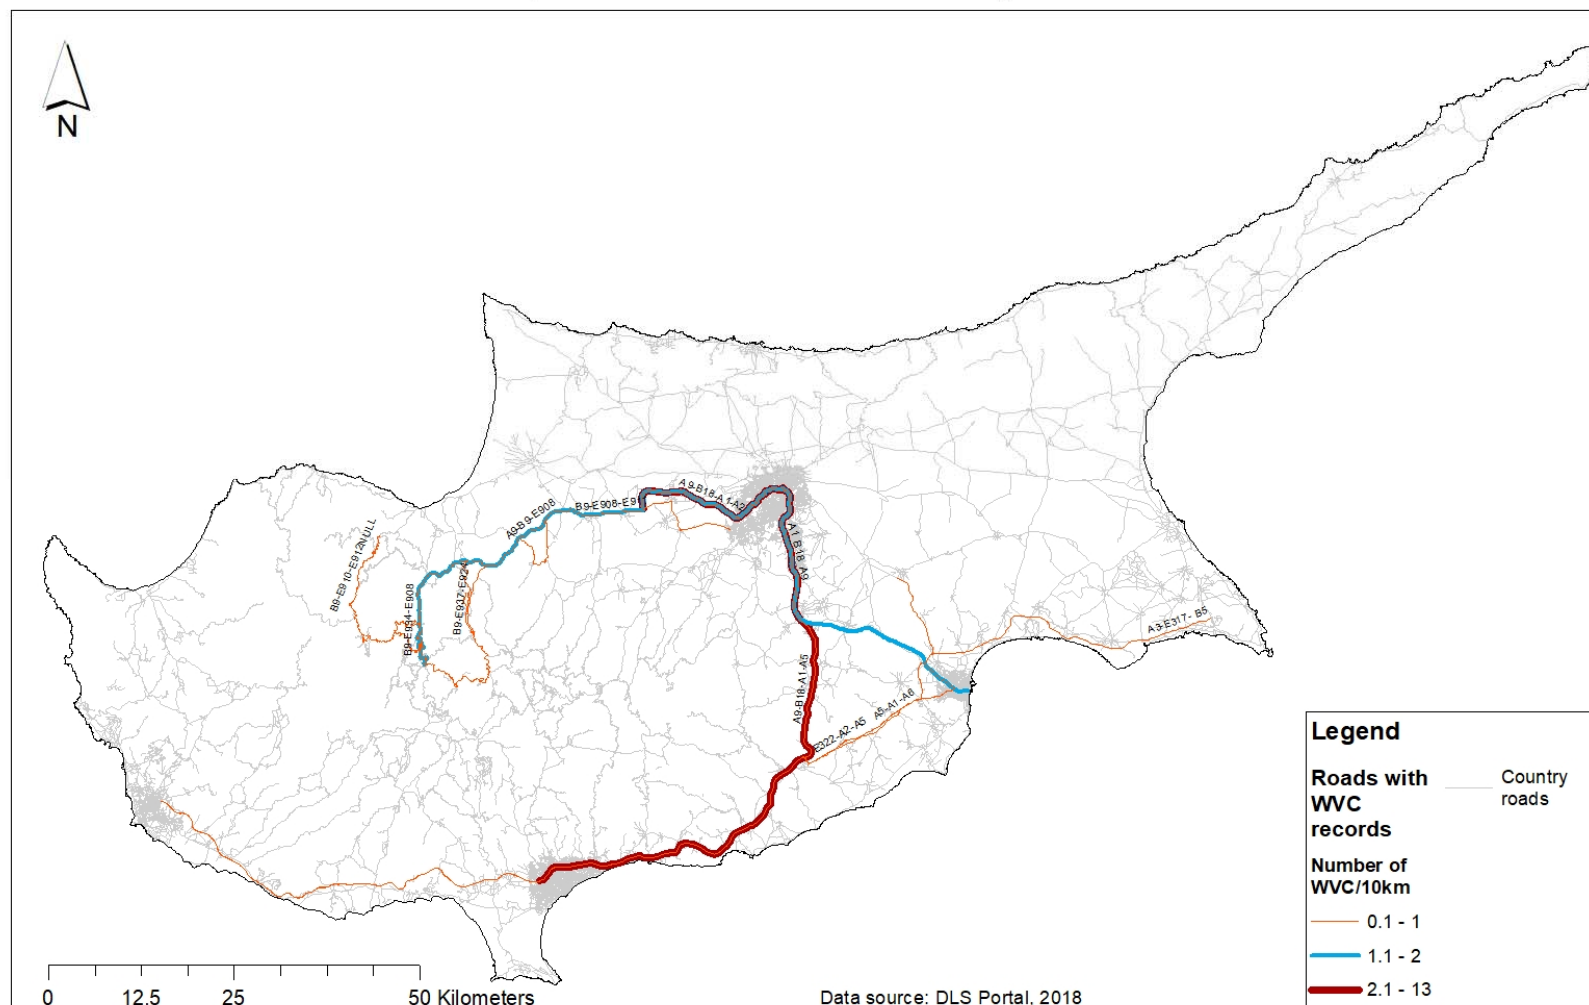 N
A9-B18-A1-A2
B9-E908-E9
A9-B9-E908
A1-B18-A9
B9-E910-E912NULL
B9-E934-E908
B9-E937-E924
A3-E317- B5
A9-B18-A1-A5
E322-A2-A5
A5-A1-A6
Legend
Roads with
WVC
records
Country
roads
Number of
WVC/10km
0.1 - 1
1.1 - 2
2.1 - 13
0 12.5 25 50 Kilometers
Data source: DLS Portal, 2018